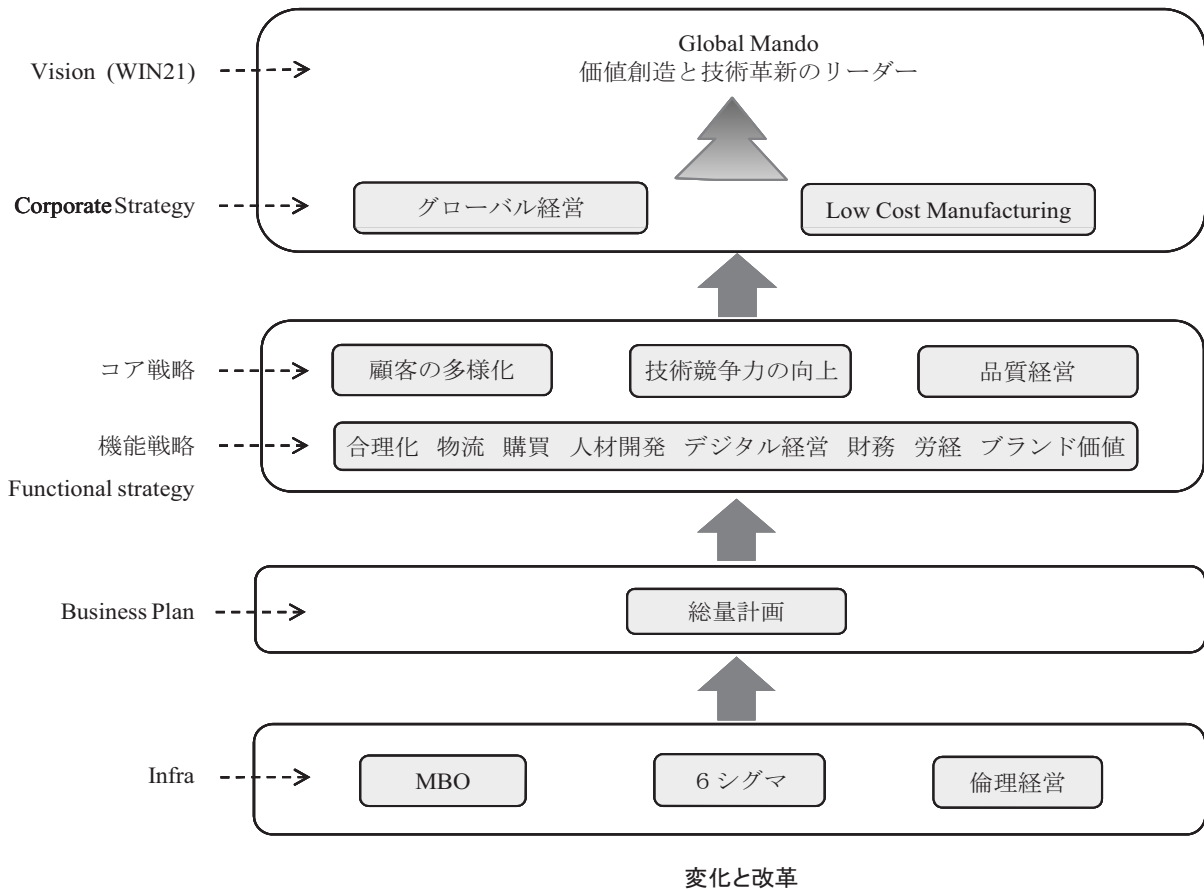 Vision (WIN21)
Global Mando
価値創造と技術革新のリーダー
Corporate Strategy
グローバル経営
Low Cost Manufacturing
コア戦略
顧客の多様化
技術競争力の向上
品質経営
機能戦略
Functional strategy
合理化 物流 購買 人材開発 デジタル経営 財務 労経 ブランド価値
Business Plan
総量計画
Infra
MBO
6シグマ
倫理経営
変化と改革